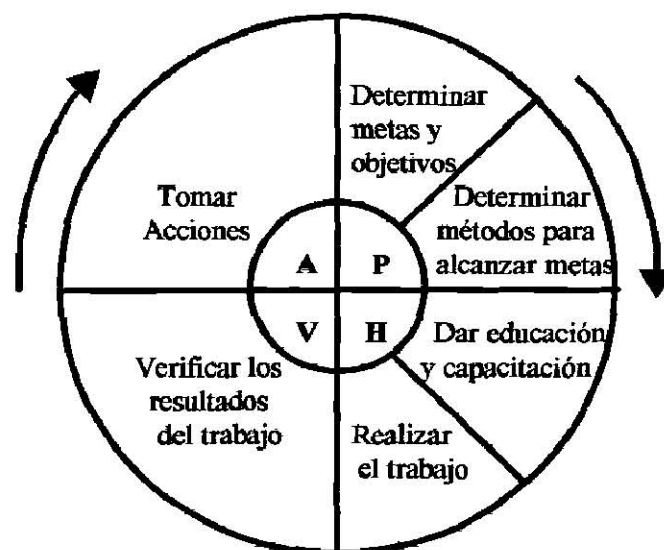 Determinar
metas y
objetivos
Determinar
métodos para
alcanzar metas
Tomar
Acciones
A
P
V
H
Dar educación
y capacitación
Verificar los
resultados
del trabajo
Realizar
el trabajo